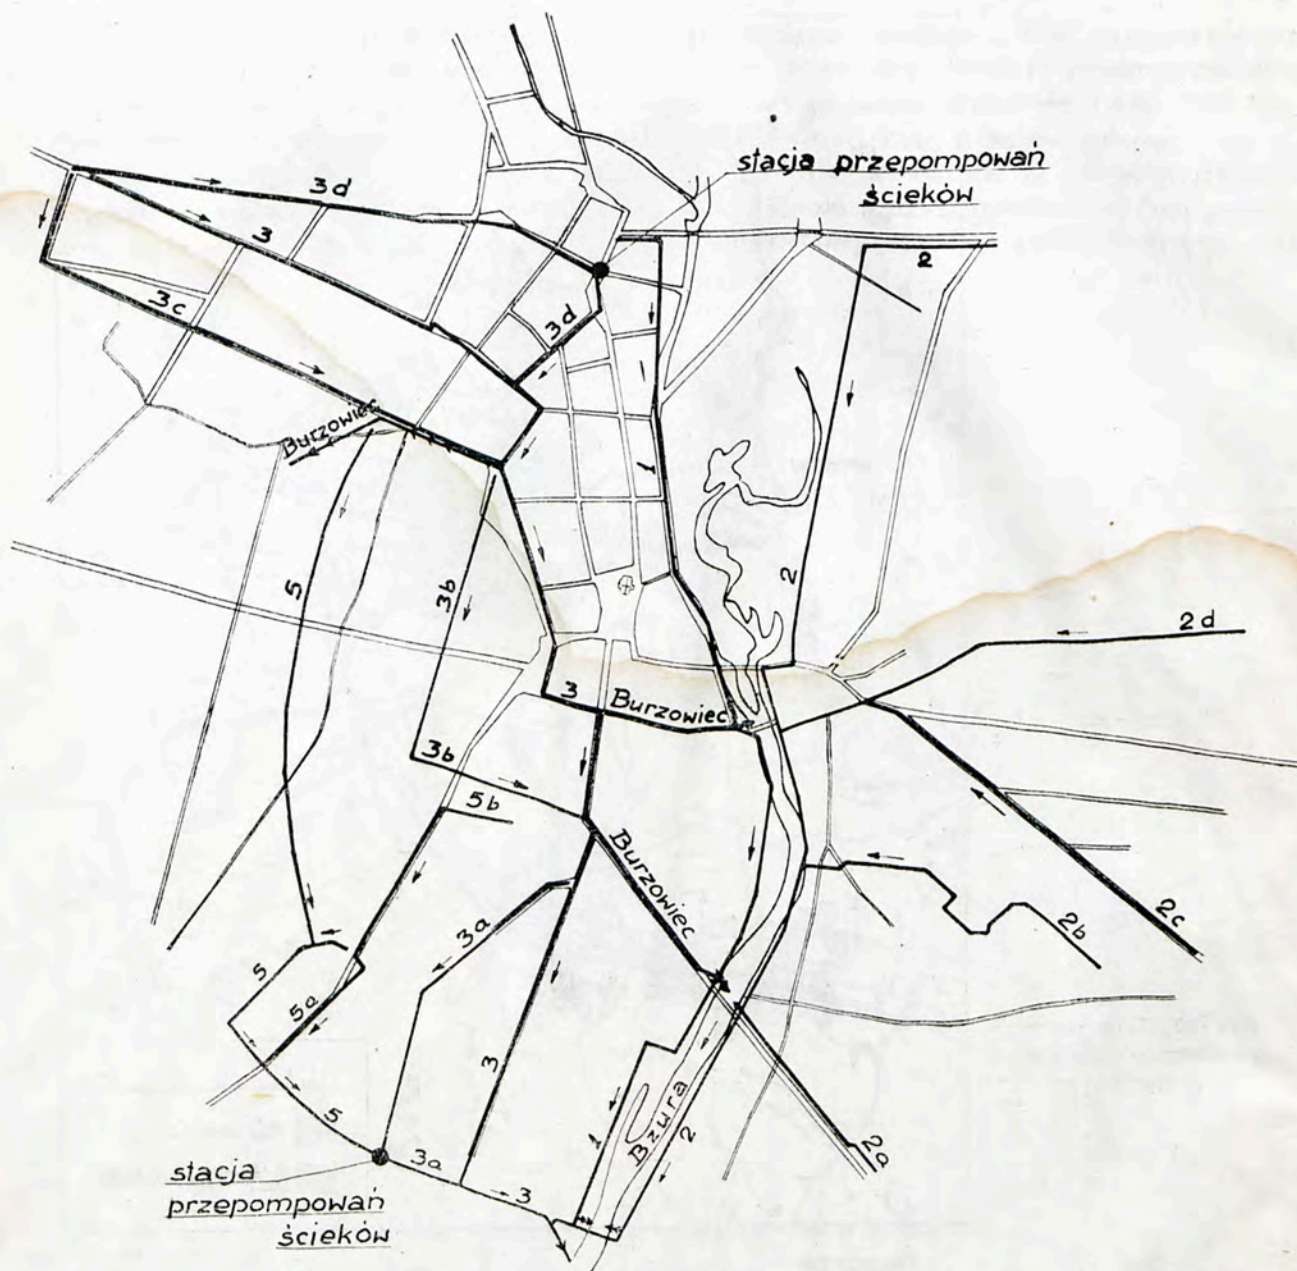 stacja przepompowań
ścieków
3d
3
3c
2
3d
1
Burzowiec
1
5
3b
2
2d
3
Burzowiec
3b
5b
Burzowiec
3a
2c
2b
5
5a
3
5
Bzura
1
2
2a
3a
3
stacja
przepompowań
ścieków